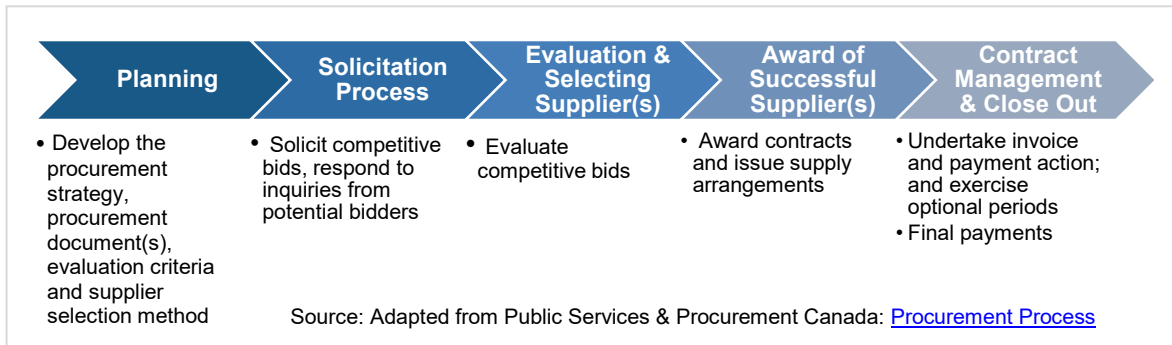 Planning
• Develop the
procurement
strategy,
procurement
document(s),
evaluation criteria
and supplier
selection method
Solicitation
Process
• Solicit competitive
bids, respond to
inquiries from
potential bidders
Evaluation &
Selecting
Supplier(s)
• Evaluate
competitive bids
Award of
Successful
Supplier(s)
• Award contracts
and issue supply
arrangements
Contract
Management
& Close Out
• Undertake invoice
and payment action;
and exercise
optional periods
• Final payments
Source: Adapted from Public Services & Procurement Canada: Procurement Process